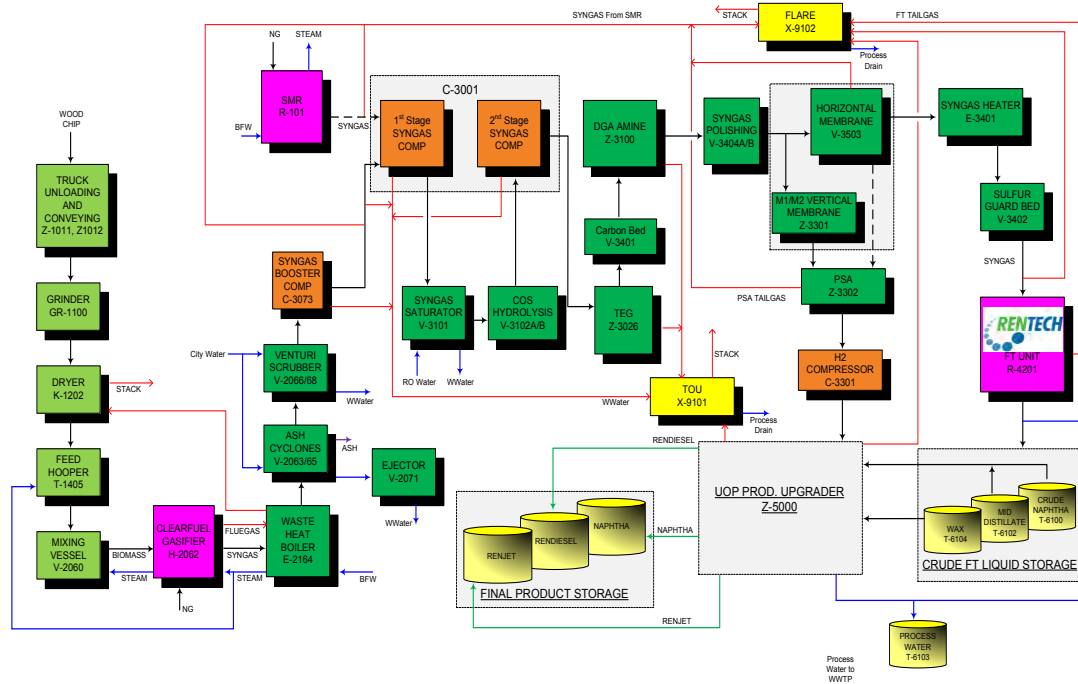 SYNGAS From SMR
STACK
FLARE
X-9102
FT TAILGAS
Process
Drain
NG
STEAM
SMR
R-101
BFW
SYNGAS
C-3001
1st Stage
SYNGAS
COMP
2nd Stage
SYNGAS
COMP
DGA AMINE
Z-3100
SYNGAS
POLISHING
V-3404A/B
HORIZONTAL
MEMBRANE
V-3503
SYNGAS HEATER
E-3401
WOOD
CHIP
TRUCK
UNLOADING
AND
CONVEYING
Z-1011, Z1012
M1/M2 VERTICAL
MEMBRANE
Z-3301
SULFUR
GUARD BED
V-3402
SYNGAS
Carbon Bed
V-3401
SYNGAS
BOOSTER
COMP
C-3073
PSA
Z-3302
PSA TAILGAS
GRINDER
GR-1100
SYNGAS
SATURATOR
V-3101
COS
HYDROLYSIS
V-3102A/B
TEG
Z-3026
RENTECH
FT UNIT
R-4201
City Water
VENTURI
SCRUBBER
V-2066/68
WWater
RO Water
WWater
STACK
H2
COMPRESSOR
C-3301
DRYER
K-1202
STACK
WWater
TOU
X-9101
Process
Drain
ASH
CYCLONES
V-2063/65
ASH
EJECTOR
V-2071
WWater
RENDIESEL
FEED
HOOPER
T-1405
UOP PROD. UPGRADER
Z-5000
CRUDE
NAPHTHA
T-6100
MID
DISTILLATE
T-6102
WAX
T-6104
CRUDE FT LIQUID STORAGE
NAPHTHA
RENDIESEL
RENJET
NAPHTHA
FINAL PRODUCT STORAGE
RENJET
MIXING
VESSEL
V-2060
BIOMASS
STEAM
CLEARFUEL
GASIFIER
H-2062
FLUEGAS
SYNGAS
STEAM
NG
WASTE
HEAT
BOILER
E-2164
BFW
PROCESS
WATER
T-6103
Process
Water to
WWTP